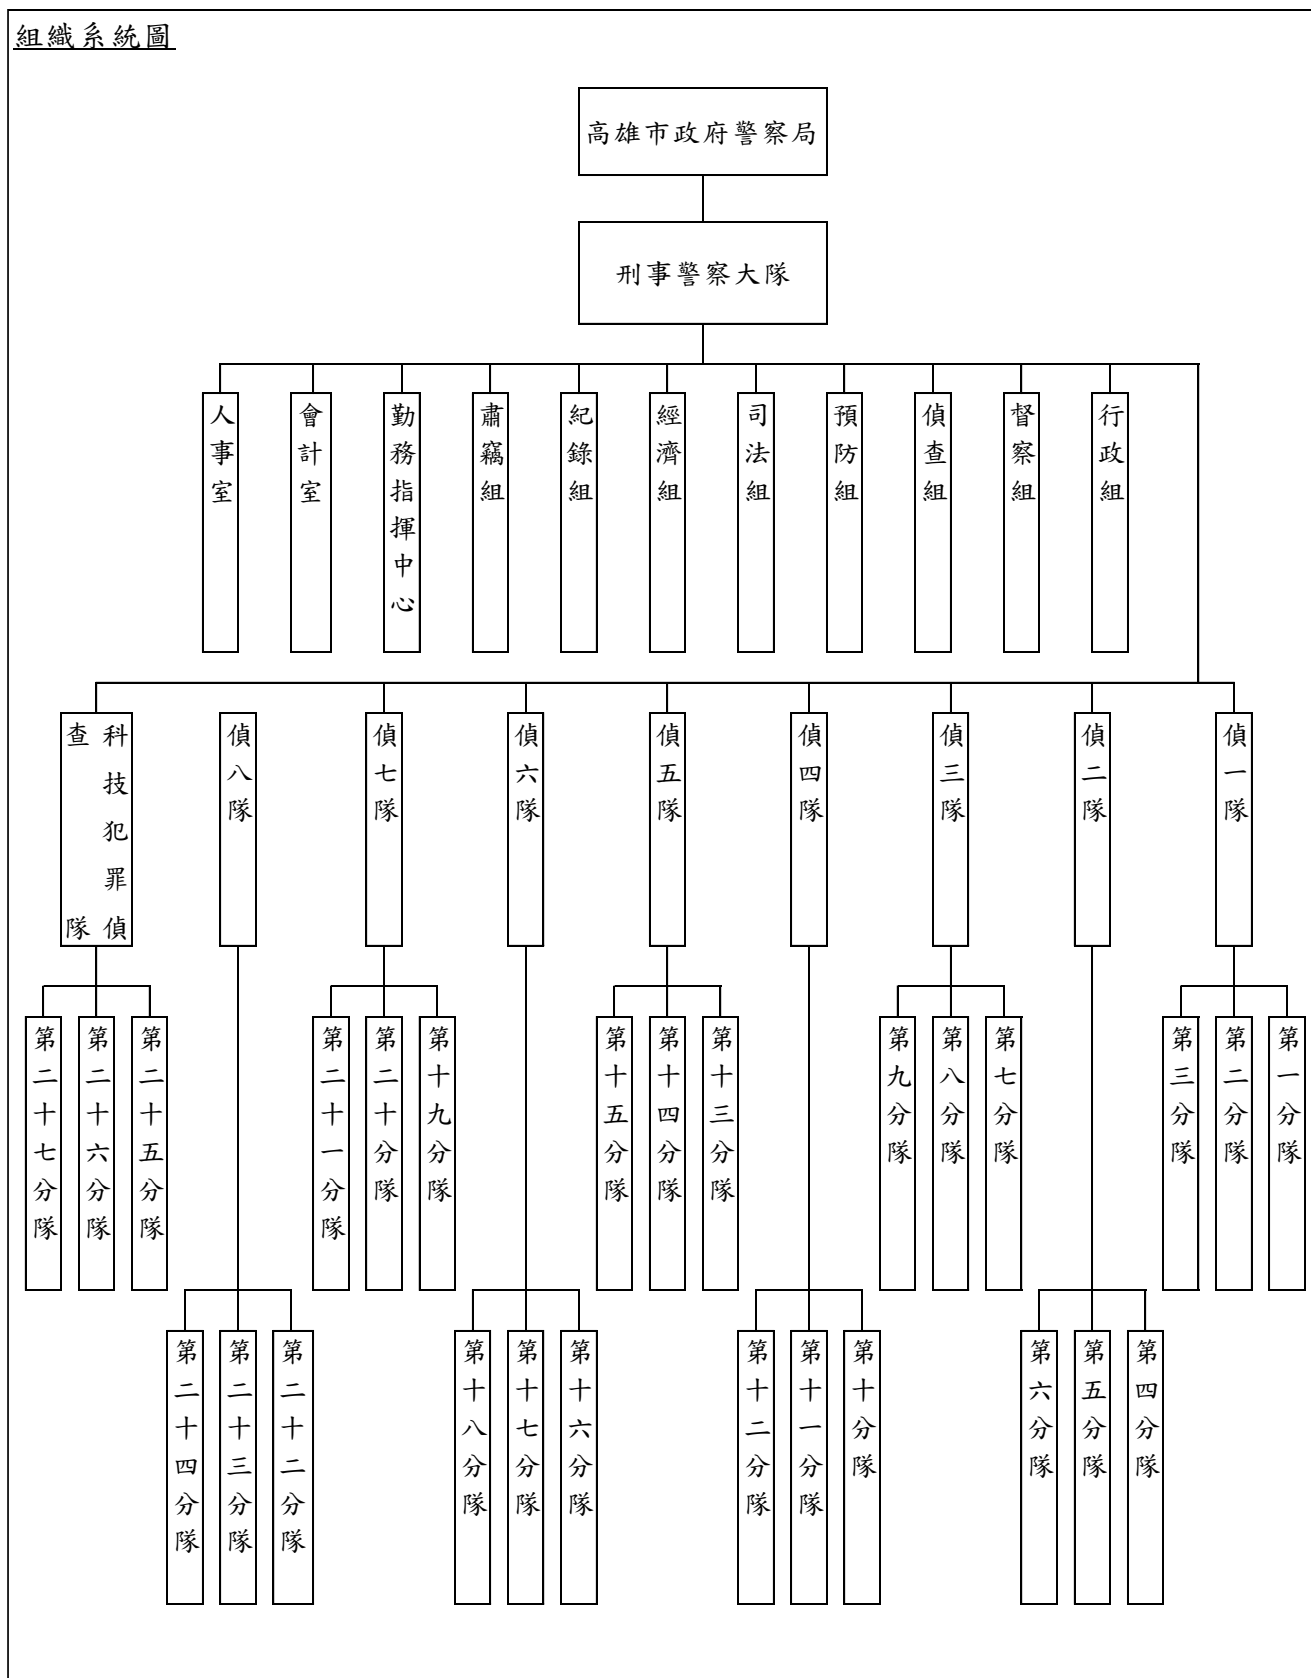 組織系統圖
高雄市政府警察局
刑事警察大隊
行政組
督察組
偵查組
預防組
司法組
經濟組
紀錄組
肅竊組
勤務指揮中心
會計室
人事室
偵一隊
偵二隊
偵三隊
偵四隊
偵五隊
偵六隊
偵七隊
偵八隊
科技犯罪偵
查隊
第一分隊
第二分隊
第三分隊
第七分隊
第八分隊
第九分隊
第十三分隊
第十四分隊
第十五分隊
第十九分隊
第二十分隊
第二十一分隊
第二十五分隊
第二十六分隊
第二十七分隊
第四分隊
第五分隊
第六分隊
第十分隊
第十一分隊
第十二分隊
第十六分隊
第十七分隊
第十八分隊
第二十二分隊
第二十三分隊
第二十四分隊